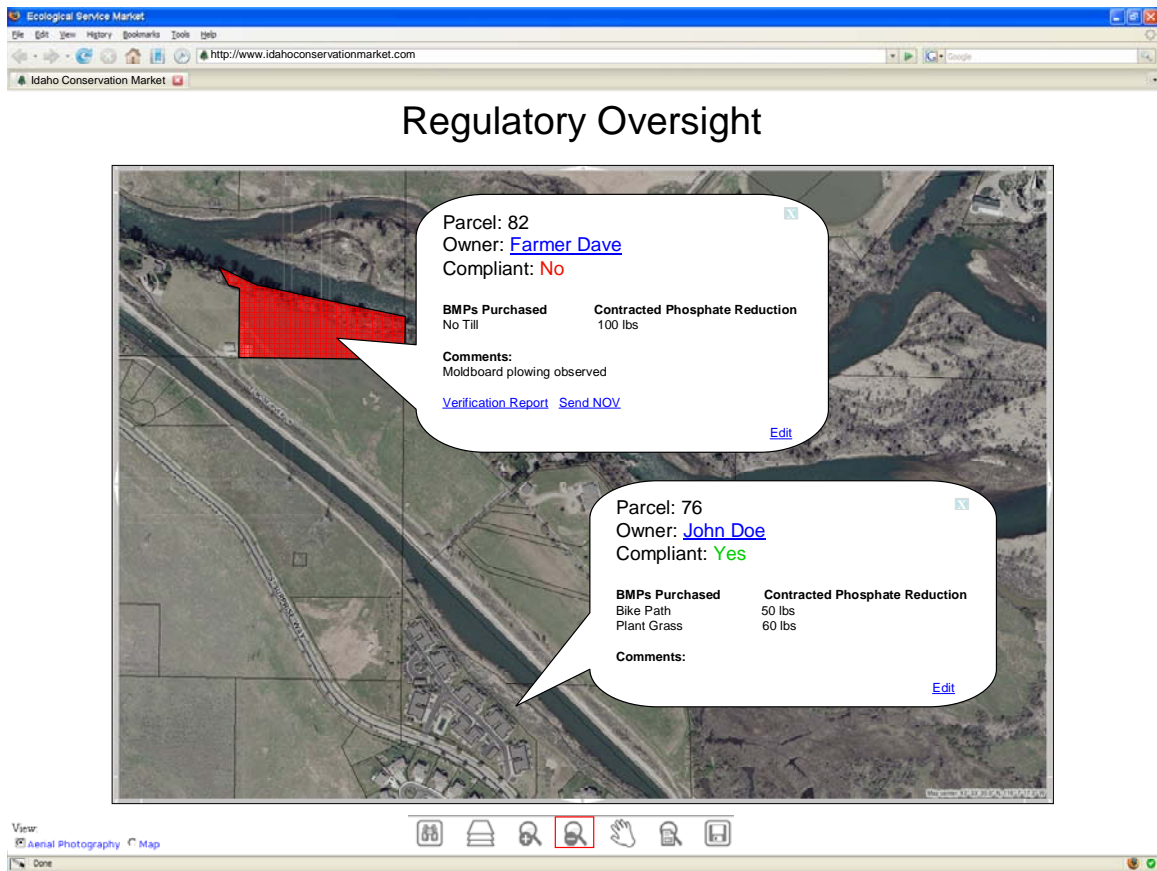 Ecological Service Market
File Edit View History Bookmarks Tools Help
http://www.idahoconservationmarket.com
Google
Idaho Conservation Market
Regulatory Oversight
Parcel: 82
X
Owner: Farmer Dave
Compliant: No
BMPs Purchased Contracted Phosphate Reduction
No Till 100 lbs
Comments:
Moldboard plowing observed
Verification Report Send NOV
Edit
Parcel: 76
X
Owner: John Doe
Compliant: Yes
BMPs Purchased Contracted Phosphate Reduction
Bike Path 50 lbs
Plant Grass 60 lbs
Comments:
Edit
S SURPRISE WAY
View:
Aerial Photography Map
Done